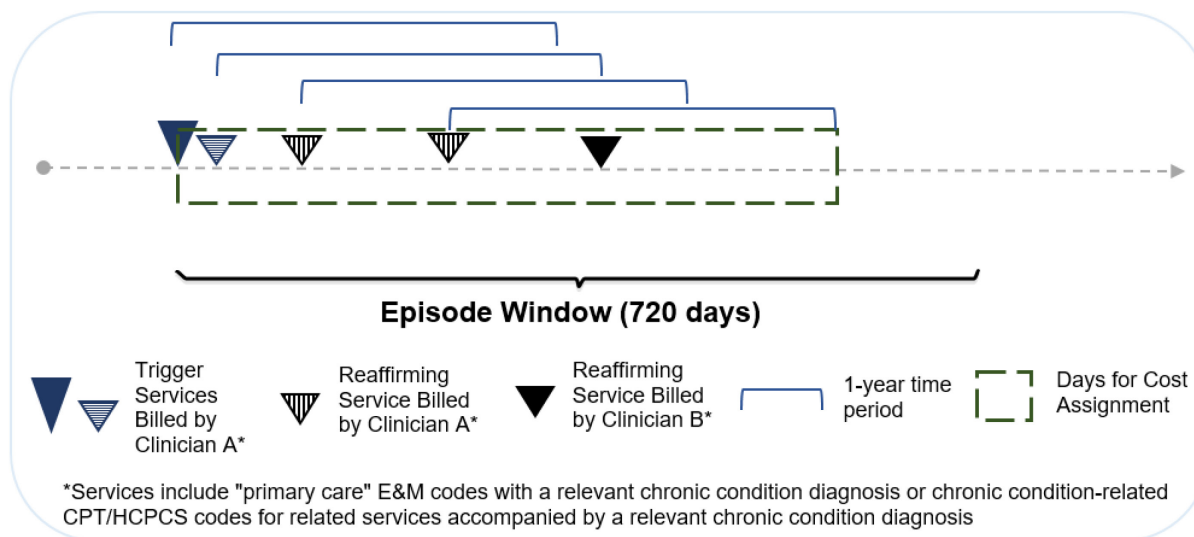 Episode Window (720 days)
Trigger
Services
Billed by
Clinician A*
Reaffirming
Service Billed
by Clinician A*
Reaffirming
Service Billed
by Clinician B*
1-year time
period
Days for Cost
Assignment
*Services include "primary care" E&M codes with a relevant chronic condition diagnosis or chronic condition-related
CPT/HCPCS codes for related services accompanied by a relevant chronic condition diagnosis